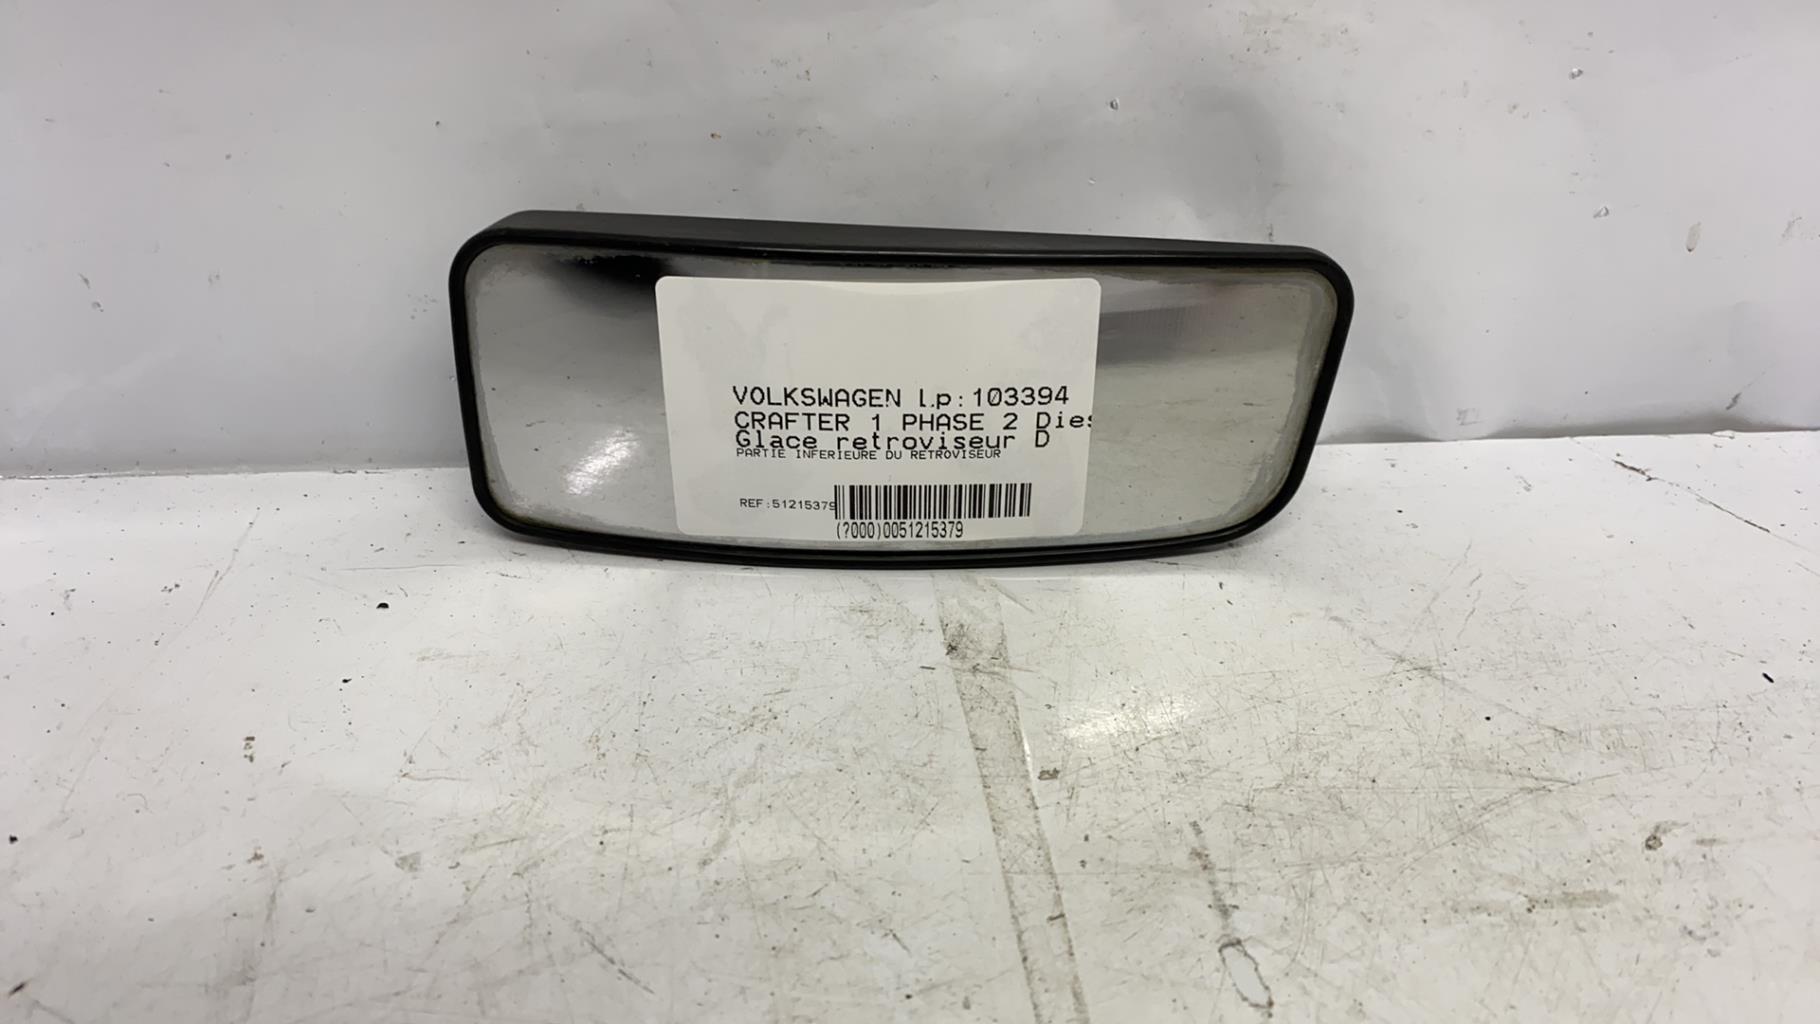 VOLKSWAGEN l.p:103394
CRAFTER 1 PHASE 2 Dies
Glace retroviseur D
PARTIE INFERIEURE DU RETROVISEUR
REF:51215379
(?000)0051215379